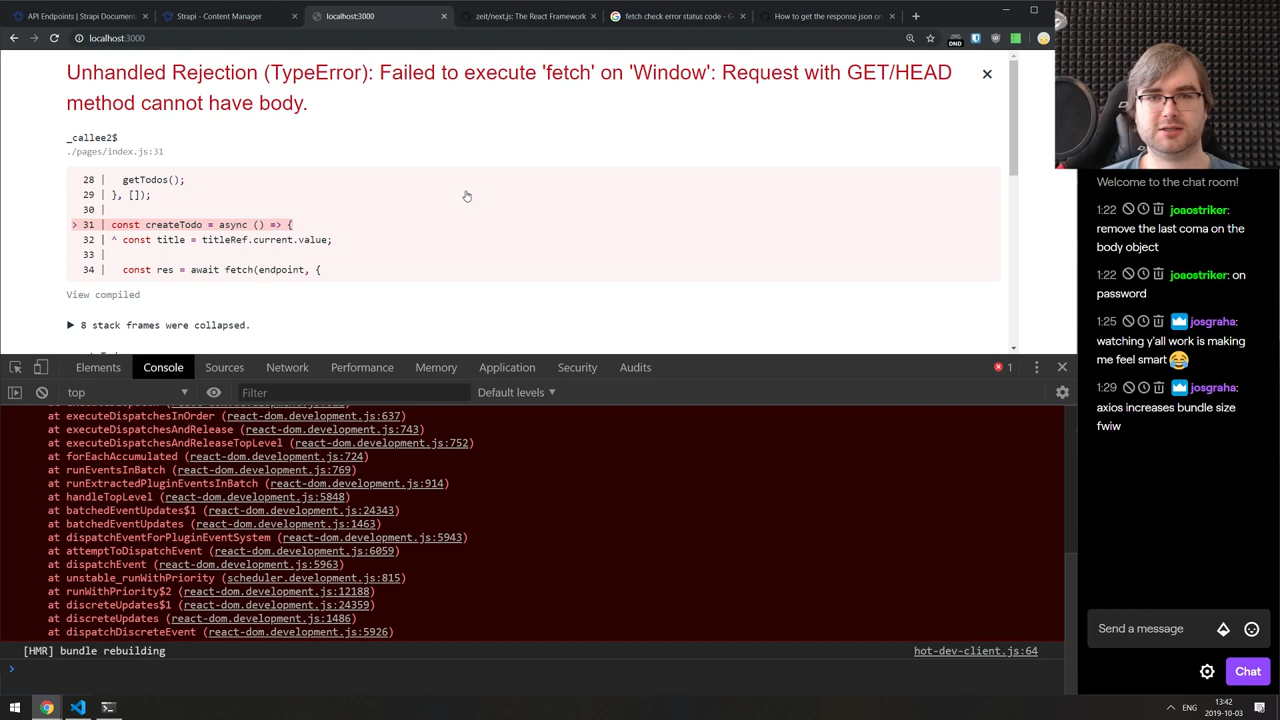 API Endpoints | Strapi Document
Strapi - Content Manager
localhost:3000
zeit/next.js: The React Framework
fetch check error status code - G
How to get the response json on
localhost:3000
DND
Unhandled Rejection (TypeError): Failed to execute 'fetch' on 'Window': Request with GET/HEAD
method cannot have body.
_callee2$
./pages/index.js:31
28 | getTodos();
29 | }, []);
30 |
> 31 | const createTodo = async () => {
32 | ^ const title = titleRef.current.value;
33 |
34 | const res = await fetch(endpoint, {
View compiled
▶ 8 stack frames were collapsed.
Elements
Console
Sources
Network
Performance
Memory
Application
Security
Audits
1
top
Filter
Default levels
at executeDispatchesInOrder (react-dom.development.js:637)
at executeDispatchesAndRelease (react-dom.development.js:743)
at executeDispatchesAndReleaseTopLevel (react-dom.development.js:752)
at forEachAccumulated (react-dom.development.js:724)
at runEventsInBatch (react-dom.development.js:769)
at runExtractedPluginEventsInBatch (react-dom.development.js:914)
at handleTopLevel (react-dom.development.js:5848)
at batchedEventUpdates$1 (react-dom.development.js:24343)
at batchedEventUpdates (react-dom.development.js:1463)
at dispatchEventForPluginEventSystem (react-dom.development.js:5943)
at attemptToDispatchEvent (react-dom.development.js:6059)
at dispatchEvent (react-dom.development.js:5963)
at unstable_runWithPriority (scheduler.development.js:815)
at runWithPriority$2 (react-dom.development.js:12188)
at discreteUpdates$1 (react-dom.development.js:24359)
at discreteUpdates (react-dom.development.js:1486)
at dispatchDiscreteEvent (react-dom.development.js:5926)
[HMR] bundle rebuilding
hot-dev-client.js:64
>
Welcome to the chat room!
1:22 joaostriker:
remove the last coma on the
body object
1:22 joaostriker: on
password
1:25 josgraha:
watching y'all work is making
me feel smart 😂
1:29 josgraha:
axios increases bundle size
fwiw
Send a message
Chat
ENG
13:42
2019-10-03